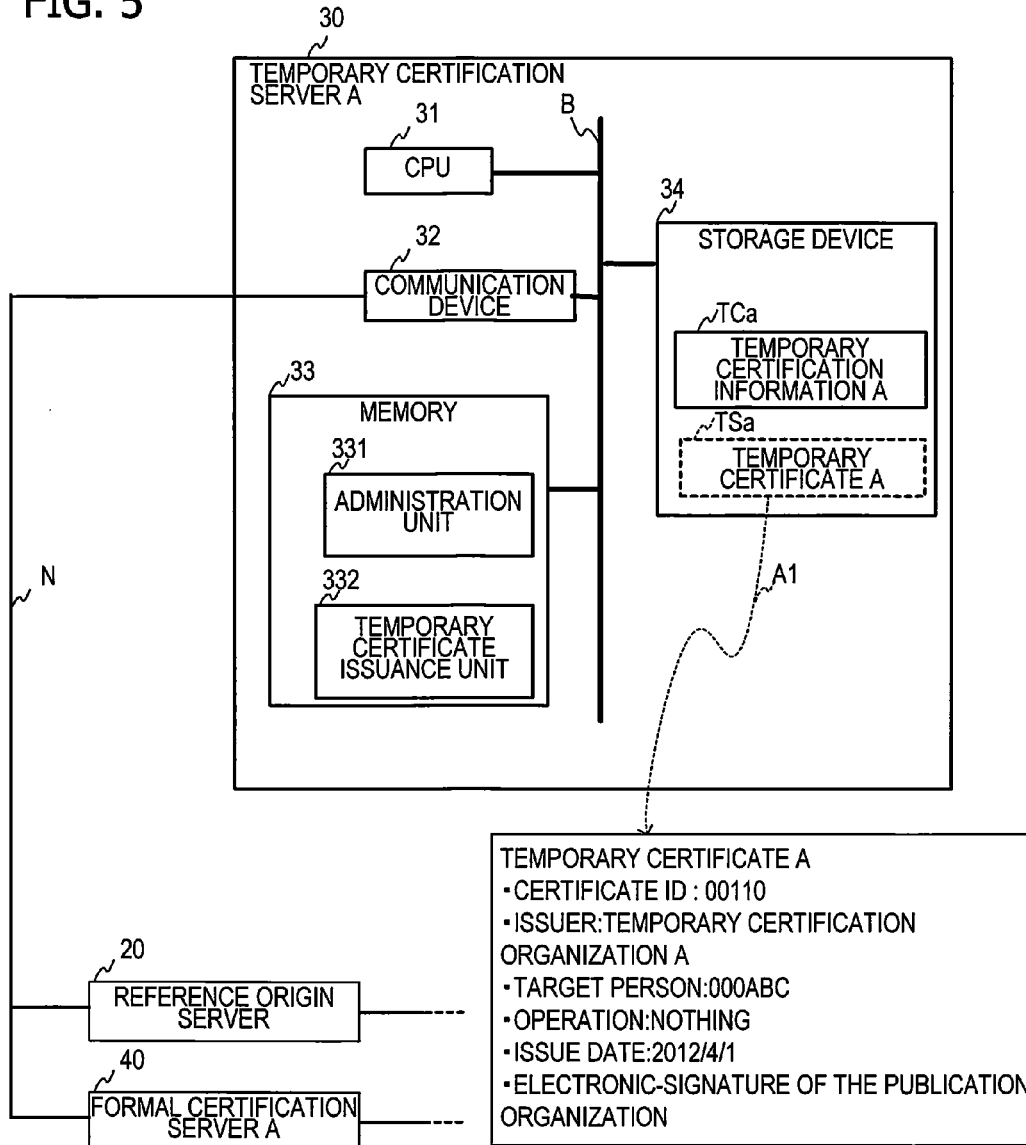 FIG. 5
30
TEMPORARY CERTIFICATION
SERVER A
31
CPU
B
32
COMMUNICATION
DEVICE
34
STORAGE DEVICE
TCa
TEMPORARY
CERTIFICATION
INFORMATION A
TSa
TEMPORARY
CERTIFICATE A
33
MEMORY
331
ADMINISTRATION
UNIT
332
TEMPORARY
CERTIFICATE
ISSUANCE UNIT
N
A1
20
REFERENCE ORIGIN
SERVER
40
FORMAL CERTIFICATION
SERVER A
TEMPORARY CERTIFICATE A
▪CERTIFICATE ID : 00110
▪ISSUER:TEMPORARY CERTIFICATION
ORGANIZATION A
▪TARGET PERSON:000ABC
▪OPERATION:NOTHING
▪ISSUE DATE:2012/4/1
▪ELECTRONIC-SIGNATURE OF THE PUBLICATION
ORGANIZATION